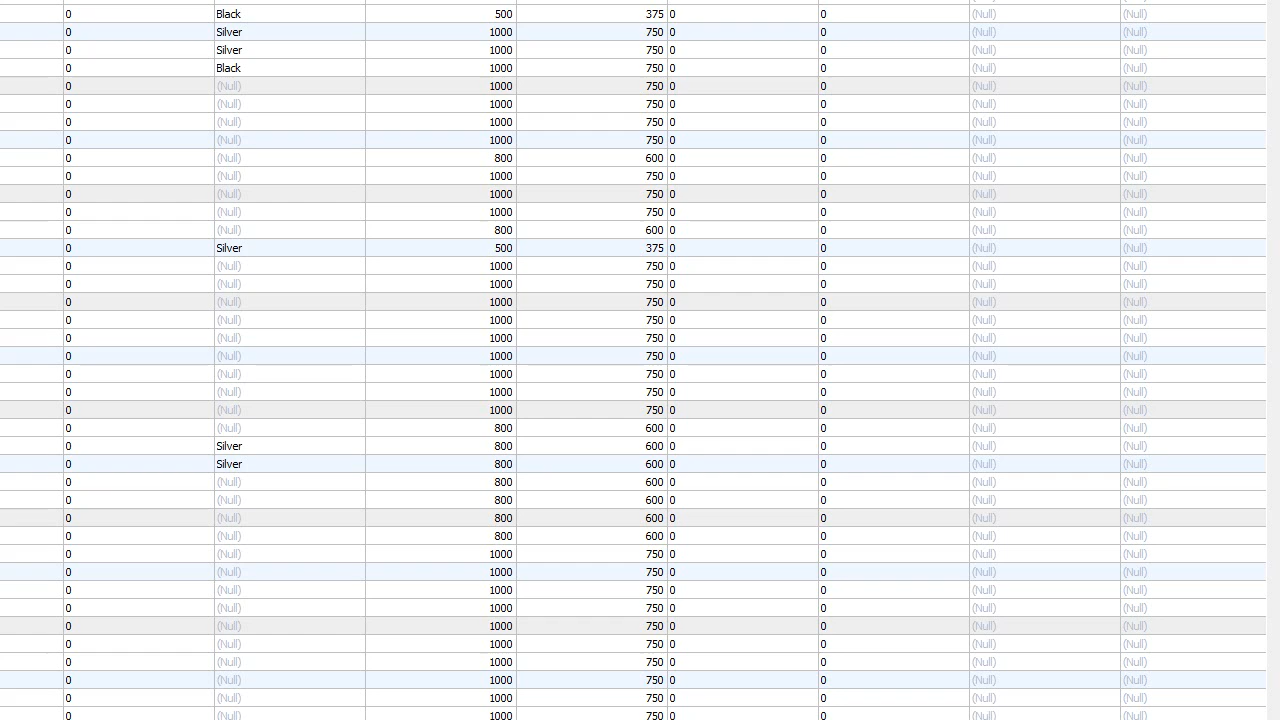 0 Black 500 375 0 0 (Null) (Null)
0 Silver 1000 750 0 0 (Null) (Null)
0 Silver 1000 750 0 0 (Null) (Null)
0 Black 1000 750 0 0 (Null) (Null)
0 (Null) 1000 750 0 0 (Null) (Null)
0 (Null) 1000 750 0 0 (Null) (Null)
0 (Null) 1000 750 0 0 (Null) (Null)
0 (Null) 1000 750 0 0 (Null) (Null)
0 (Null) 800 600 0 0 (Null) (Null)
0 (Null) 1000 750 0 0 (Null) (Null)
0 (Null) 1000 750 0 0 (Null) (Null)
0 (Null) 1000 750 0 0 (Null) (Null)
0 (Null) 800 600 0 0 (Null) (Null)
0 Silver 500 375 0 0 (Null) (Null)
0 (Null) 1000 750 0 0 (Null) (Null)
0 (Null) 1000 750 0 0 (Null) (Null)
0 (Null) 1000 750 0 0 (Null) (Null)
0 (Null) 1000 750 0 0 (Null) (Null)
0 (Null) 1000 750 0 0 (Null) (Null)
0 (Null) 1000 750 0 0 (Null) (Null)
0 (Null) 1000 750 0 0 (Null) (Null)
0 (Null) 1000 750 0 0 (Null) (Null)
0 (Null) 1000 750 0 0 (Null) (Null)
0 (Null) 800 600 0 0 (Null) (Null)
0 Silver 800 600 0 0 (Null) (Null)
0 Silver 800 600 0 0 (Null) (Null)
0 (Null) 800 600 0 0 (Null) (Null)
0 (Null) 800 600 0 0 (Null) (Null)
0 (Null) 800 600 0 0 (Null) (Null)
0 (Null) 800 600 0 0 (Null) (Null)
0 (Null) 1000 750 0 0 (Null) (Null)
0 (Null) 1000 750 0 0 (Null) (Null)
0 (Null) 1000 750 0 0 (Null) (Null)
0 (Null) 1000 750 0 0 (Null) (Null)
0 (Null) 1000 750 0 0 (Null) (Null)
0 (Null) 1000 750 0 0 (Null) (Null)
0 (Null) 1000 750 0 0 (Null) (Null)
0 (Null) 1000 750 0 0 (Null) (Null)
0 (Null) 1000 750 0 0 (Null) (Null)
0 (Null) 1000 750 0 0 (Null) (Null)